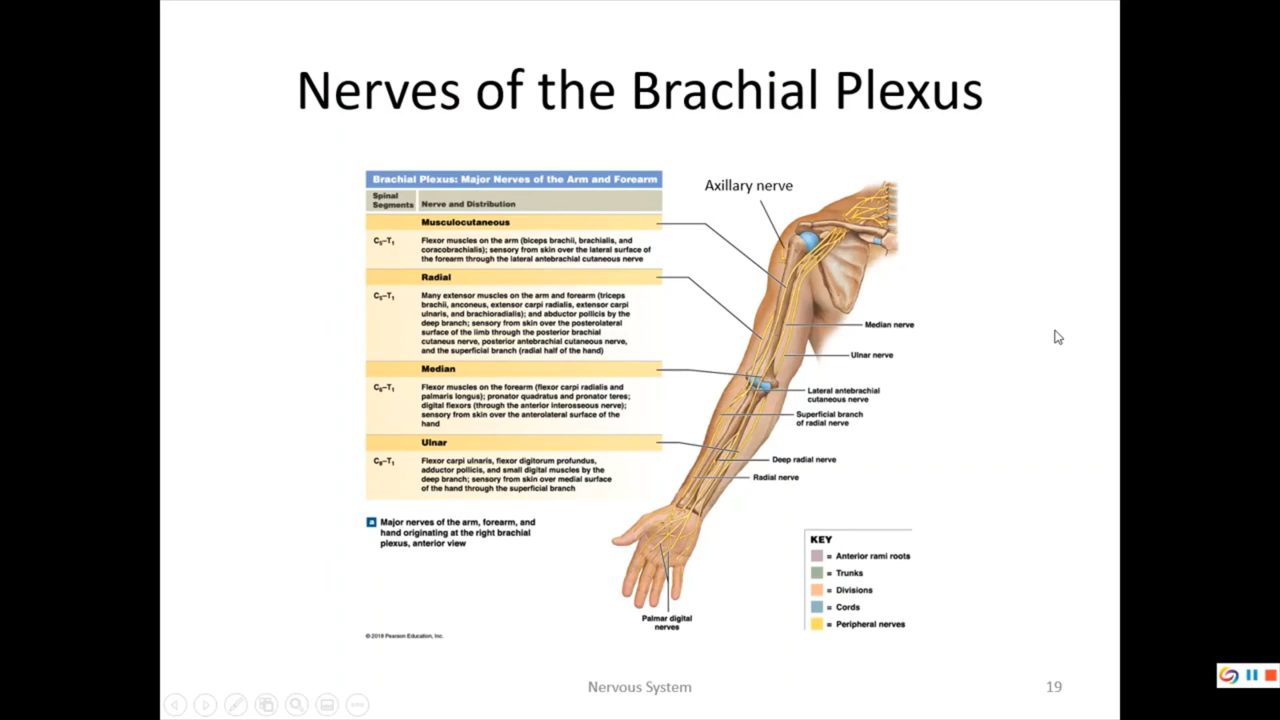 Nerves of the Brachial Plexus
Brachial Plexus: Major Nerves of the Arm and Forearm
Spinal
Segments
Nerve and Distribution
Musculocutaneous
C5–T1
Flexor muscles on the arm (biceps brachii, brachialis, and
coracobrachialis); sensory from skin over the lateral surface of
the forearm through the lateral antebrachial cutaneous nerve
Radial
C5–T1
Many extensor muscles on the arm and forearm (triceps
brachii, anconeus, extensor carpi radialis, extensor carpi
ulnaris, and brachioradialis); and abductor pollicis by the
deep branch; sensory from skin over the posterolateral
surface of the limb through the posterior brachial
cutaneus nerve, posterior antebrachial cutaneous nerve,
and the superficial branch (radial half of the hand)
Median
C6–T1
Flexor muscles on the forearm (flexor carpi radialis and
palmaris longus); pronator quadratus and pronator teres;
digital flexors (through the anterior interosseous nerve);
sensory from skin over the anterolateral surface of the
hand
Ulnar
C8–T1
Flexor carpi ulnaris, flexor digitorum profundus,
adductor pollicis, and small digital muscles by the
deep branch; sensory from skin over medial surface
of the hand through the superficial branch
a Major nerves of the arm, forearm, and
hand originating at the right brachial
plexus, anterior view
Axillary nerve
Median nerve
Ulnar nerve
Lateral antebrachial
cutaneous nerve
Superficial branch
of radial nerve
Deep radial nerve
Radial nerve
Palmar digital
nerves
KEY
= Anterior rami roots
= Trunks
= Divisions
= Cords
= Peripheral nerves
© 2018 Pearson Education, Inc.
Nervous System
19